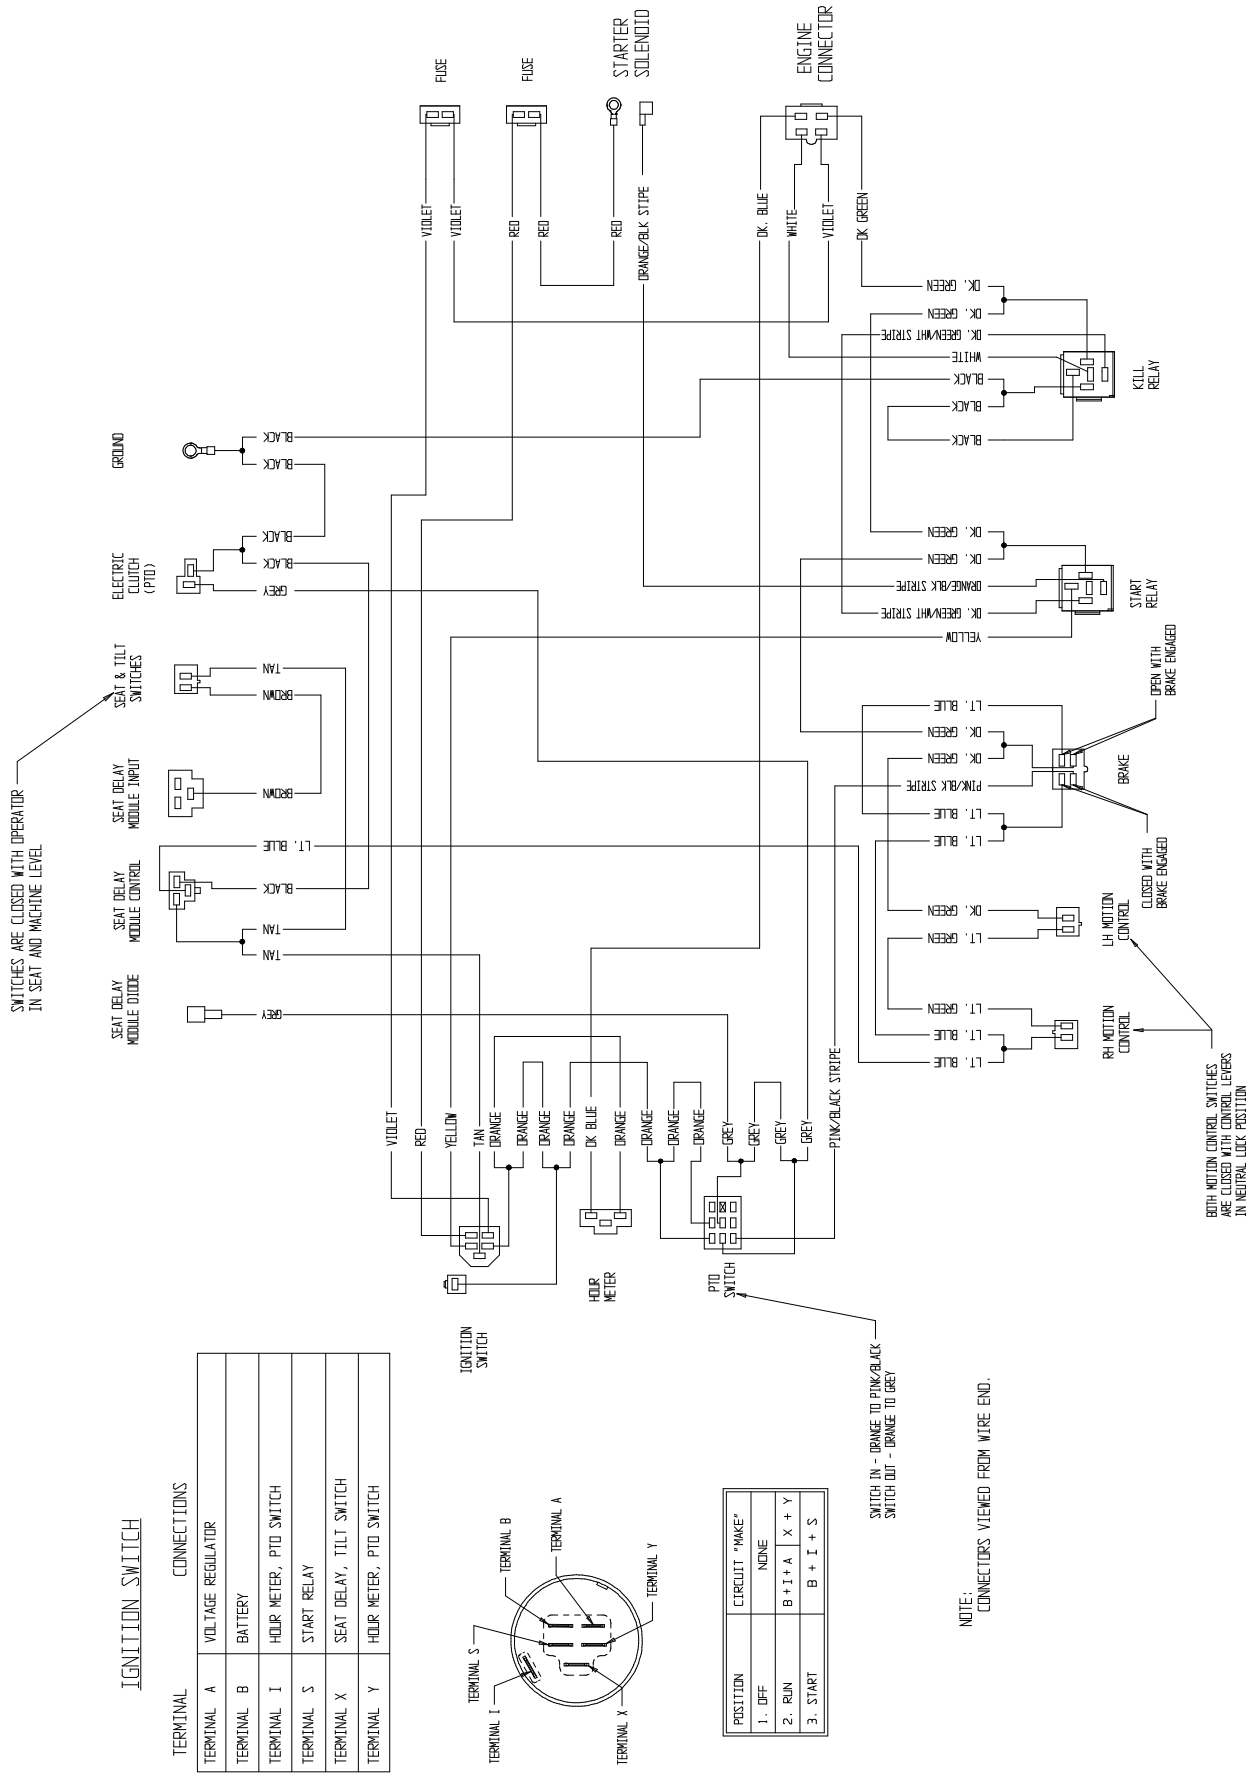 IGNITION SWITCH
TERMINAL CONNECTIONS
TERMINAL A VOLTAGE REGULATOR
TERMINAL B BATTERY
TERMINAL I HOUR METER, PTO SWITCH
TERMINAL S START RELAY
TERMINAL X SEAT DELAY, TILT SWITCH
TERMINAL Y HOUR METER, PTO SWITCH
TERMINAL I
TERMINAL S
TERMINAL B
TERMINAL A
TERMINAL Y
TERMINAL X
POSITION CIRCUIT "MAKE"
1. OFF NONE
2. RUN B+I+A X + Y
3. START B + I + S
NOTE:
CONNECTORS VIEWED FROM WIRE END.
SWITCHES ARE CLOSED WITH OPERATOR
IN SEAT AND MACHINE LEVEL
SEAT DELAY
MODULE DIODE
SEAT DELAY
MODULE CONTROL
SEAT DELAY
MODULE INPUT
SEAT & TILT
SWITCHES
ELECTRIC
CLUTCH
(PTO)
GROUND
GREY
TAN
TAN
BLACK
LT. BLUE
BROWN
BROWN
TAN
GREY
BLACK
BLACK
BLACK
BLACK
FUSE
FUSE
STARTER
SOLENOID
ENGINE
CONNECTOR
VIOLET
VIOLET
RED
RED
RED
ORANGE/BLK STIPE
DK. BLUE
WHITE
VIOLET
DK GREEN
IGNITION
SWITCH
HOUR
METER
PTO
SWITCH
VIOLET
RED
YELLOW
TAN
ORANGE
ORANGE
ORANGE
ORANGE
DK BLUE
ORANGE
ORANGE
ORANGE
ORANGE
GREY
GREY
GREY
GREY
PINK/BLACK STRIPE
SWITCH IN - ORANGE TO PINK/BLACK
SWITCH OUT - ORANGE TO GREY
LT. BLUE
LT. BLUE
LT. GREEN
LT. GREEN
DK. GREEN
LT. BLUE
LT. BLUE
PINK/BLK STRIPE
DK. GREEN
DK. GREEN
LT. BLUE
YELLOW
DK. GREEN/WHT STRIPE
ORANGE/BLK STRIPE
DK. GREEN
DK. GREEN
BLACK
BLACK
BLACK
WHITE
DK. GREEN/WHT STRIPE
DK. GREEN
DK. GREEN
RH MOTION
CONTROL
LH MOTION
CONTROL
BRAKE
CLOSED WITH
BRAKE ENGAGED
OPEN WITH
BRAKE ENGAGED
START
RELAY
KILL
RELAY
BOTH MOTION CONTROL SWITCHES
ARE CLOSED WITH CONTROL LEVERS
IN NEUTRAL LOCK POSITION